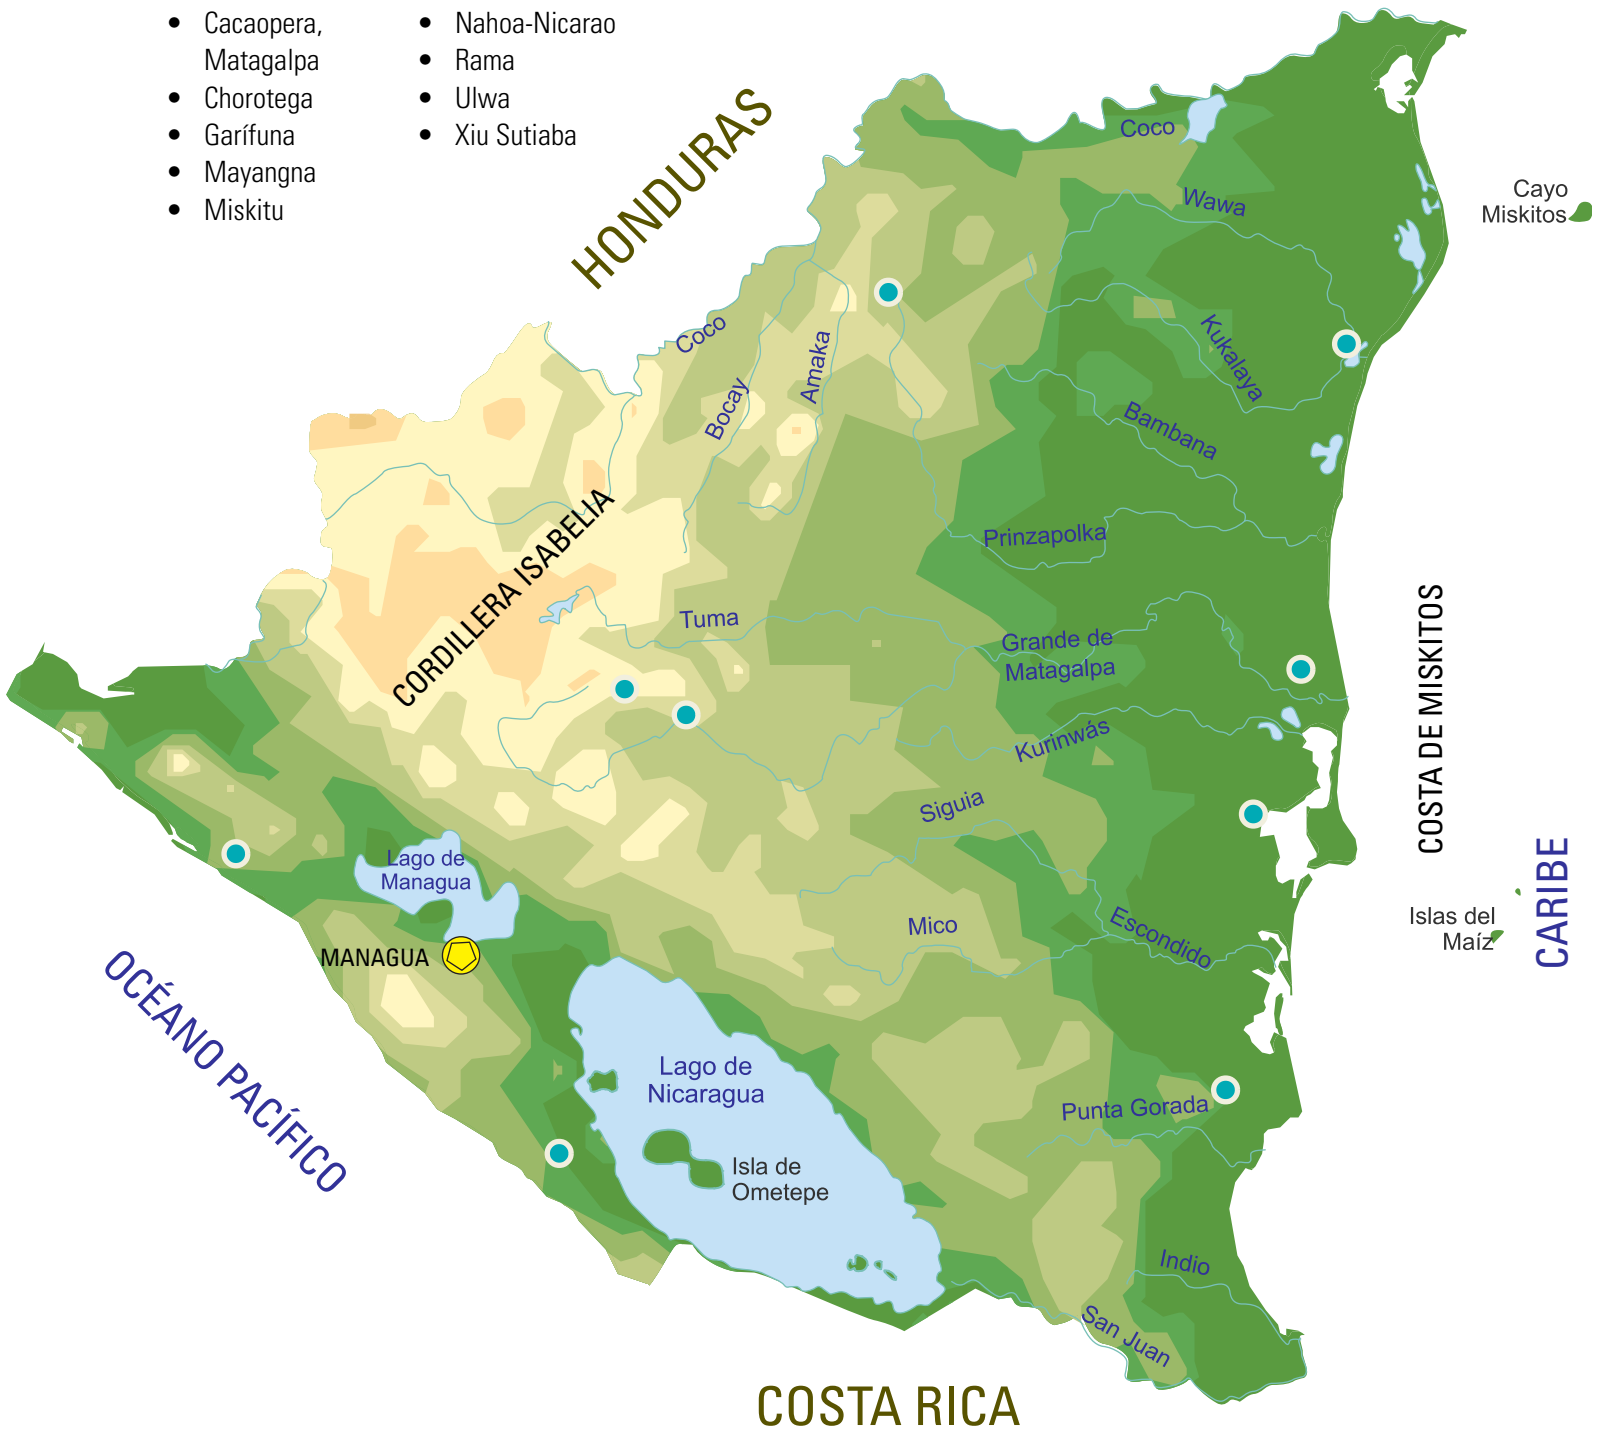 • Cacaopera,
Matagalpa
• Chorotega
• Garífuna
• Mayangna
• Miskitu
• Nahoa-Nicarao
• Rama
• Ulwa
• Xiu Sutiaba
HONDURAS
Coco
Wawa
Cayo
Miskitos
Coco
Bocay
Amaka
Kukalaya
Bambana
CORDILLERA ISABELIA
Prinzapolka
Tuma
Grande de
Matagalpa
COSTA DE MISKITOS
Kurinwás
Siguia
Lago de
Managua
Mico
Escondido
Islas del
Maíz
CARIBE
MANAGUA
OCÉANO PACÍFICO
Lago de
Nicaragua
Punta Gorada
Isla de
Ometepe
Indio
San Juan
COSTA RICA